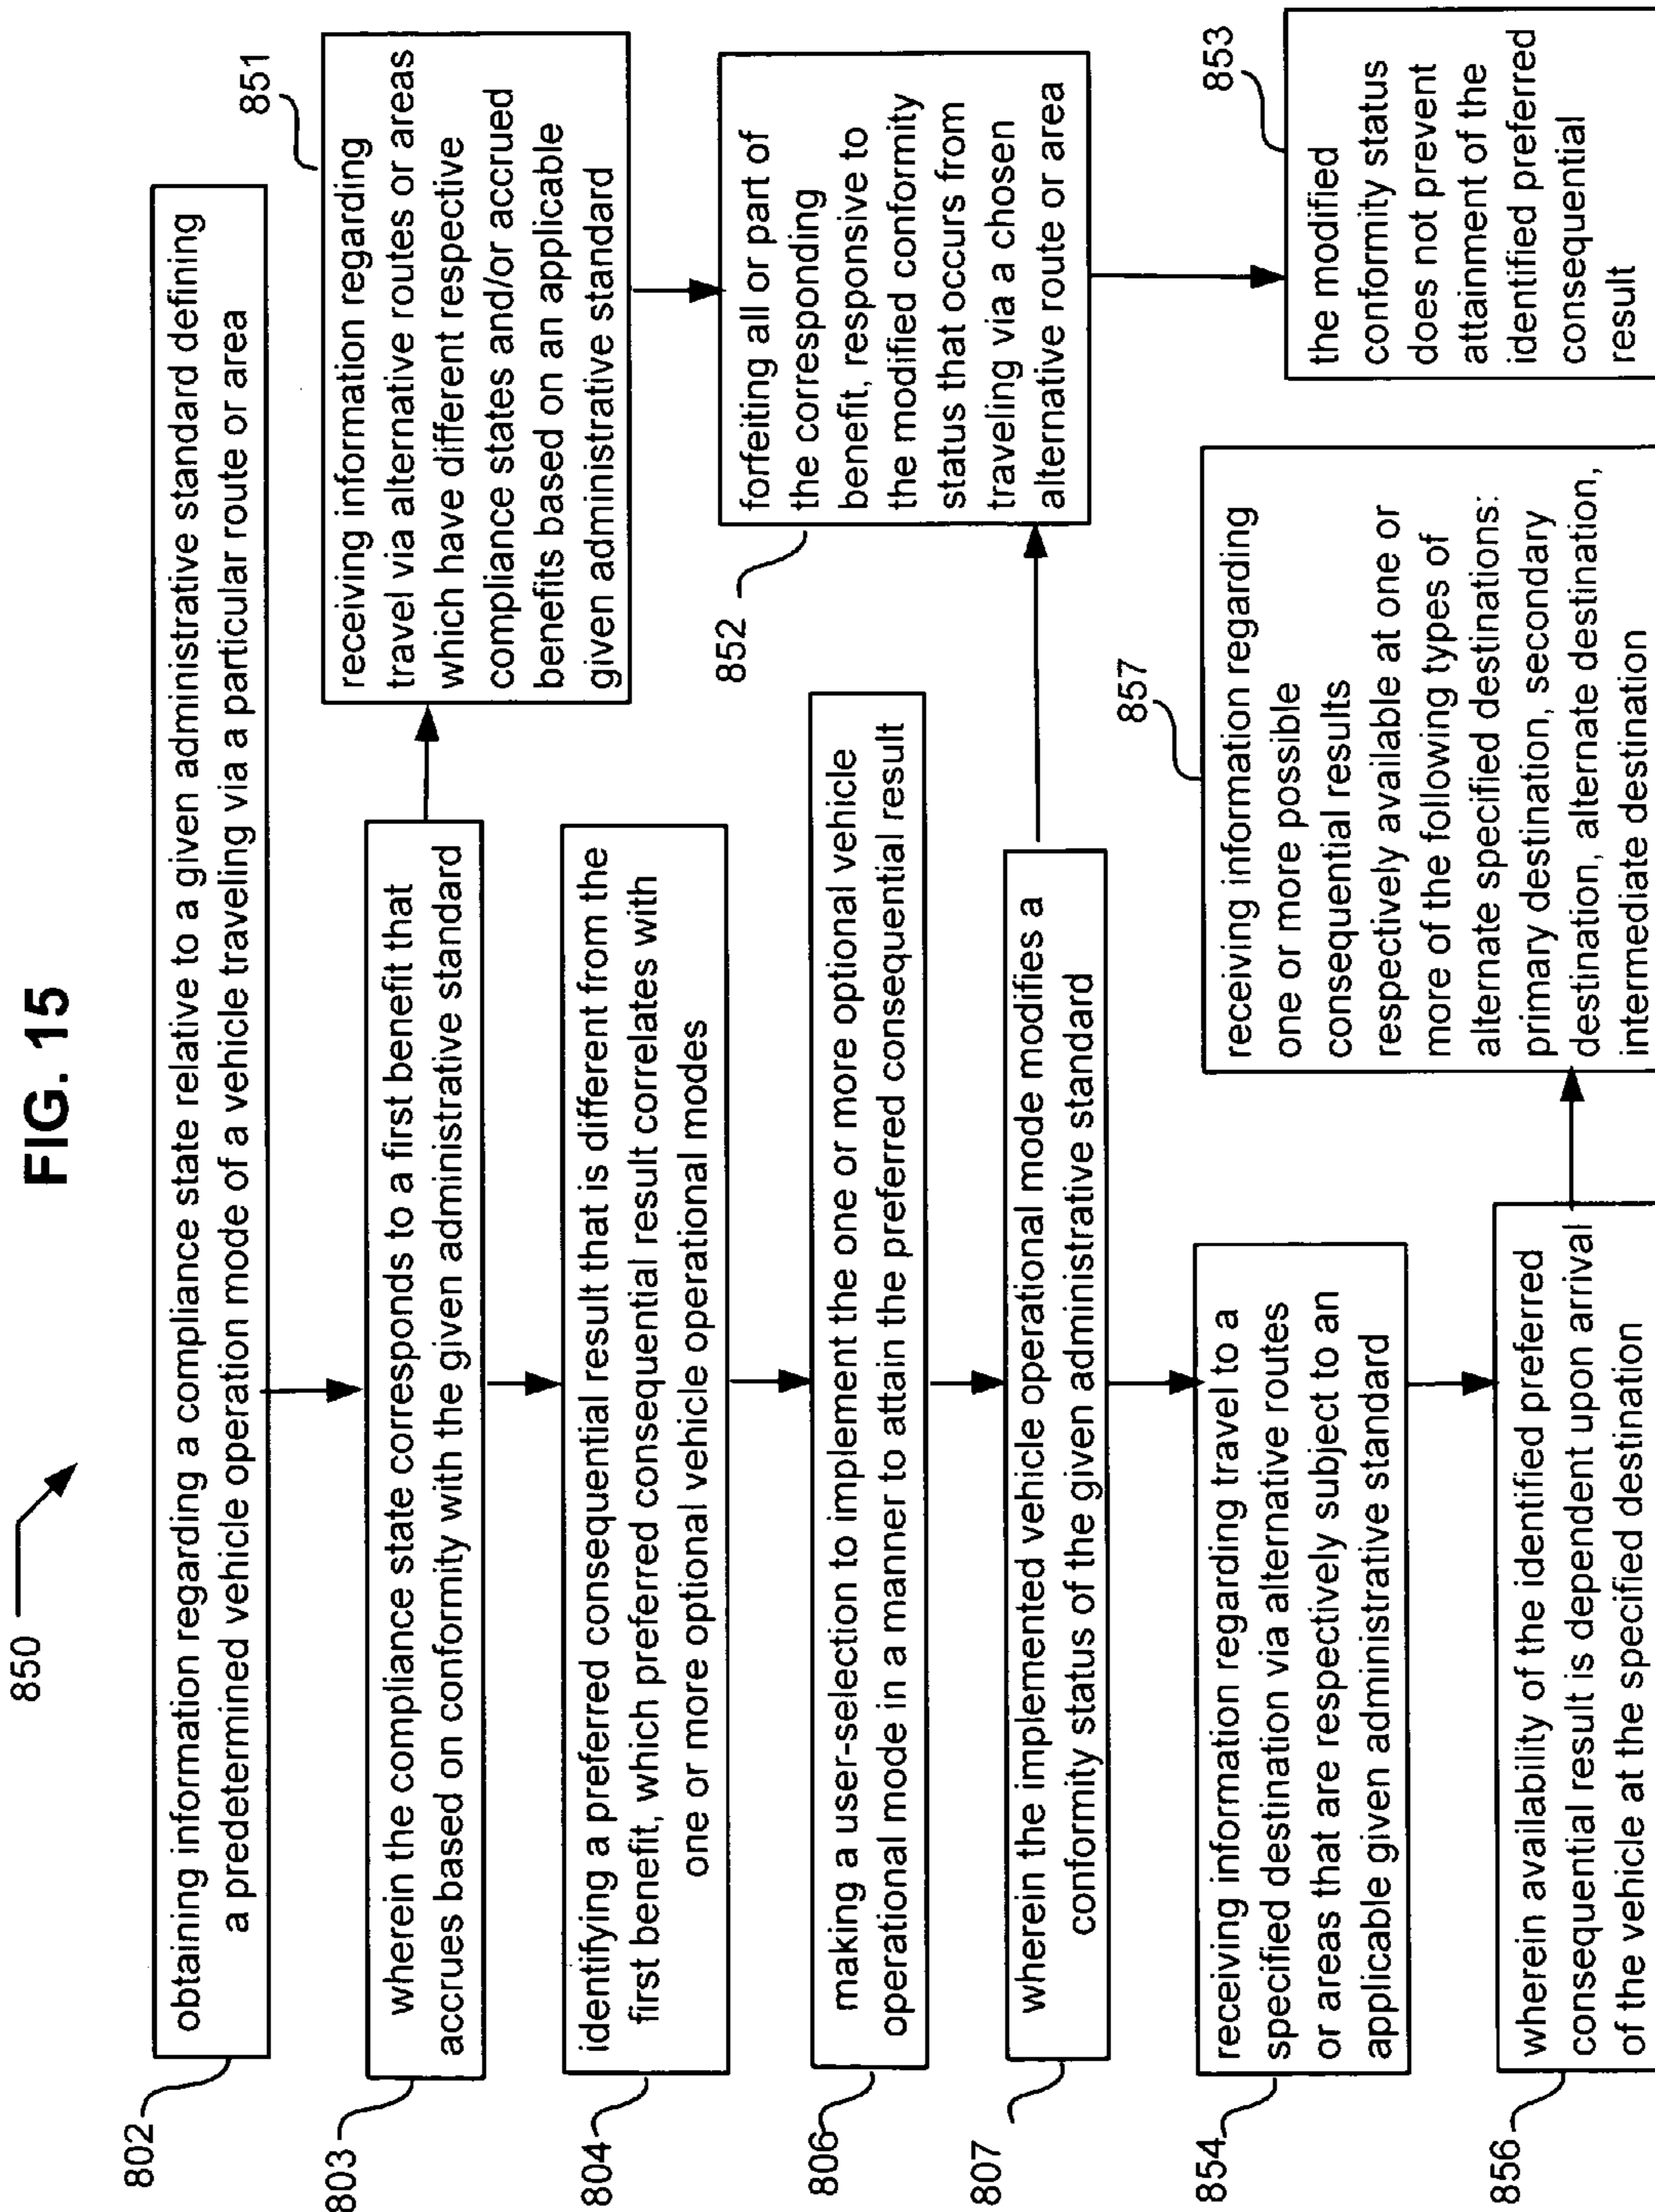 FIG. 15
850
802
obtaining information regarding a compliance state relative to a given administrative standard defining
a predetermined vehicle operation mode of a vehicle traveling via a particular route or area
803
wherein the compliance state corresponds to a first benefit that
accrues based on conformity with the given administrative standard
851
receiving information regarding
travel via alternative routes or areas
which have different respective
compliance states and/or accrued
benefits based on an applicable
given administrative standard
804
identifying a preferred consequential result that is different from the
first benefit, which preferred consequential result correlates with
one or more optional vehicle operational modes
806
making a user-selection to implement the one or more optional vehicle
operational mode in a manner to attain the preferred consequential result
852
forfeiting all or part of
the corresponding
benefit, responsive to
the modified conformity
status that occurs from
traveling via a chosen
alternative route or area
807
wherein the implemented vehicle operational mode modifies a
conformity status of the given administrative standard
854
receiving information regarding travel to a
specified destination via alternative routes
or areas that are respectively subject to an
applicable given administrative standard
856
wherein availability of the identified preferred
consequential result is dependent upon arrival
of the vehicle at the specified destination
857
receiving information regarding
one or more possible
consequential results
respectively available at one or
more of the following types of
alternate specified destinations:
primary destination, secondary
destination, alternate destination,
intermediate destination
853
the modified
conformity status
does not prevent
attainment of the
identified preferred
consequential
result